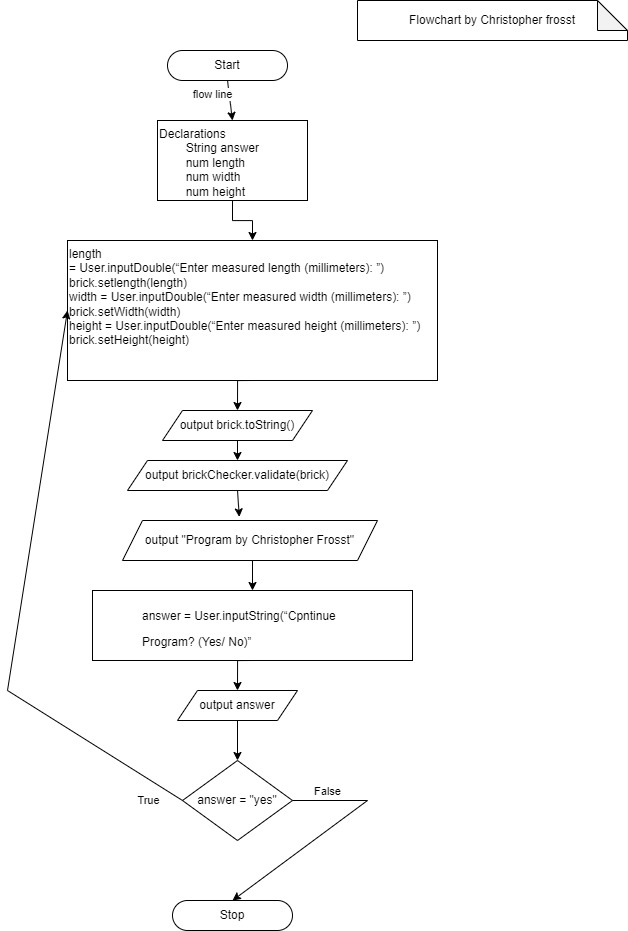 Flowchart by Christopher frosst
Start
flow line
Declarations
String answer
num length
num width
num height
length
= User.inputDouble(“Enter measured length (millimeters): ”)
brick.setlength(length)
width = User.inputDouble(“Enter measured width (millimeters): ”)
brick.setWidth(width)
height = User.inputDouble(“Enter measured height (millimeters): ”)
brick.setHeight(height)
output brick.toString()
output brickChecker.validate(brick)
output "Program by Christopher Frosst"
answer = User.inputString(“Cpntinue
Program? (Yes/ No)”
output answer
answer = "yes"
True
False
Stop